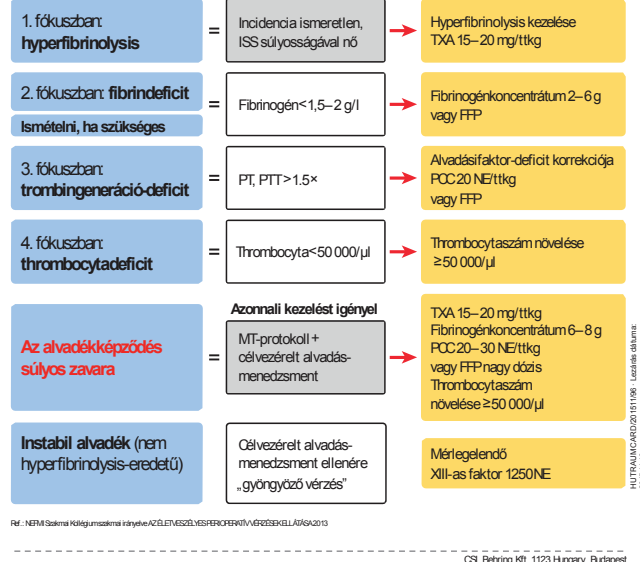 1. fókuszban:
hyperfibrinolysis
=
Incidencia ismeretlen,
ISS súlyosságával nő
Hyperfibrinolysis kezelése
TXA 15–20 mg/ttkg
2. fókuszban: fibrindeficit
Ismételni, ha szükséges
=
Fibrinogén<1,5–2 g/l
Fibrinogénkoncentrátum 2–6 g
vagy FFP
3. fókuszban:
trombingeneráció-deficit
=
PT, PTT>1.5×
Alvadásifaktor-deficit korrekciója
PCC 20 NE/ttkg
vagy FFP
4. fókuszban:
thrombocytadeficit
=
Thrombocyta<50 000/µl
Thrombocytaszám növelése
≥50 000/µl
Azonnali kezelést igényel
Az alvadékképződés
súlyos zavara
=
MT-protokoll +
célvezérelt alvadás-
menedzsment
TXA 15–20 mg/ttkg
Fibrinogénkoncentrátum 6–8 g
PCC 20–30 NE/ttkg
vagy FFP nagy dózis
Thrombocytaszám
növelése ≥50 000/µl
Instabil alvadék (nem
hyperfibrinolysis-eredetű)
Célvezérelt alvadás-
menedzsment ellenére
„gyöngyöző vérzés”
Mérlegelendő
XIII-as faktor 1250 NE
HUTRAUMCARD/201511/96 · Lezárás dátuma:
Ref.: NEFMI Szakmai Kollégium szakmai irányelve AZ ÉLETVESZÉLYES PERIOPERATÍV VÉRZÉSEK ELLÁTÁSA 2013
CSL Behring Kft. 1123 Hungary, Budapest